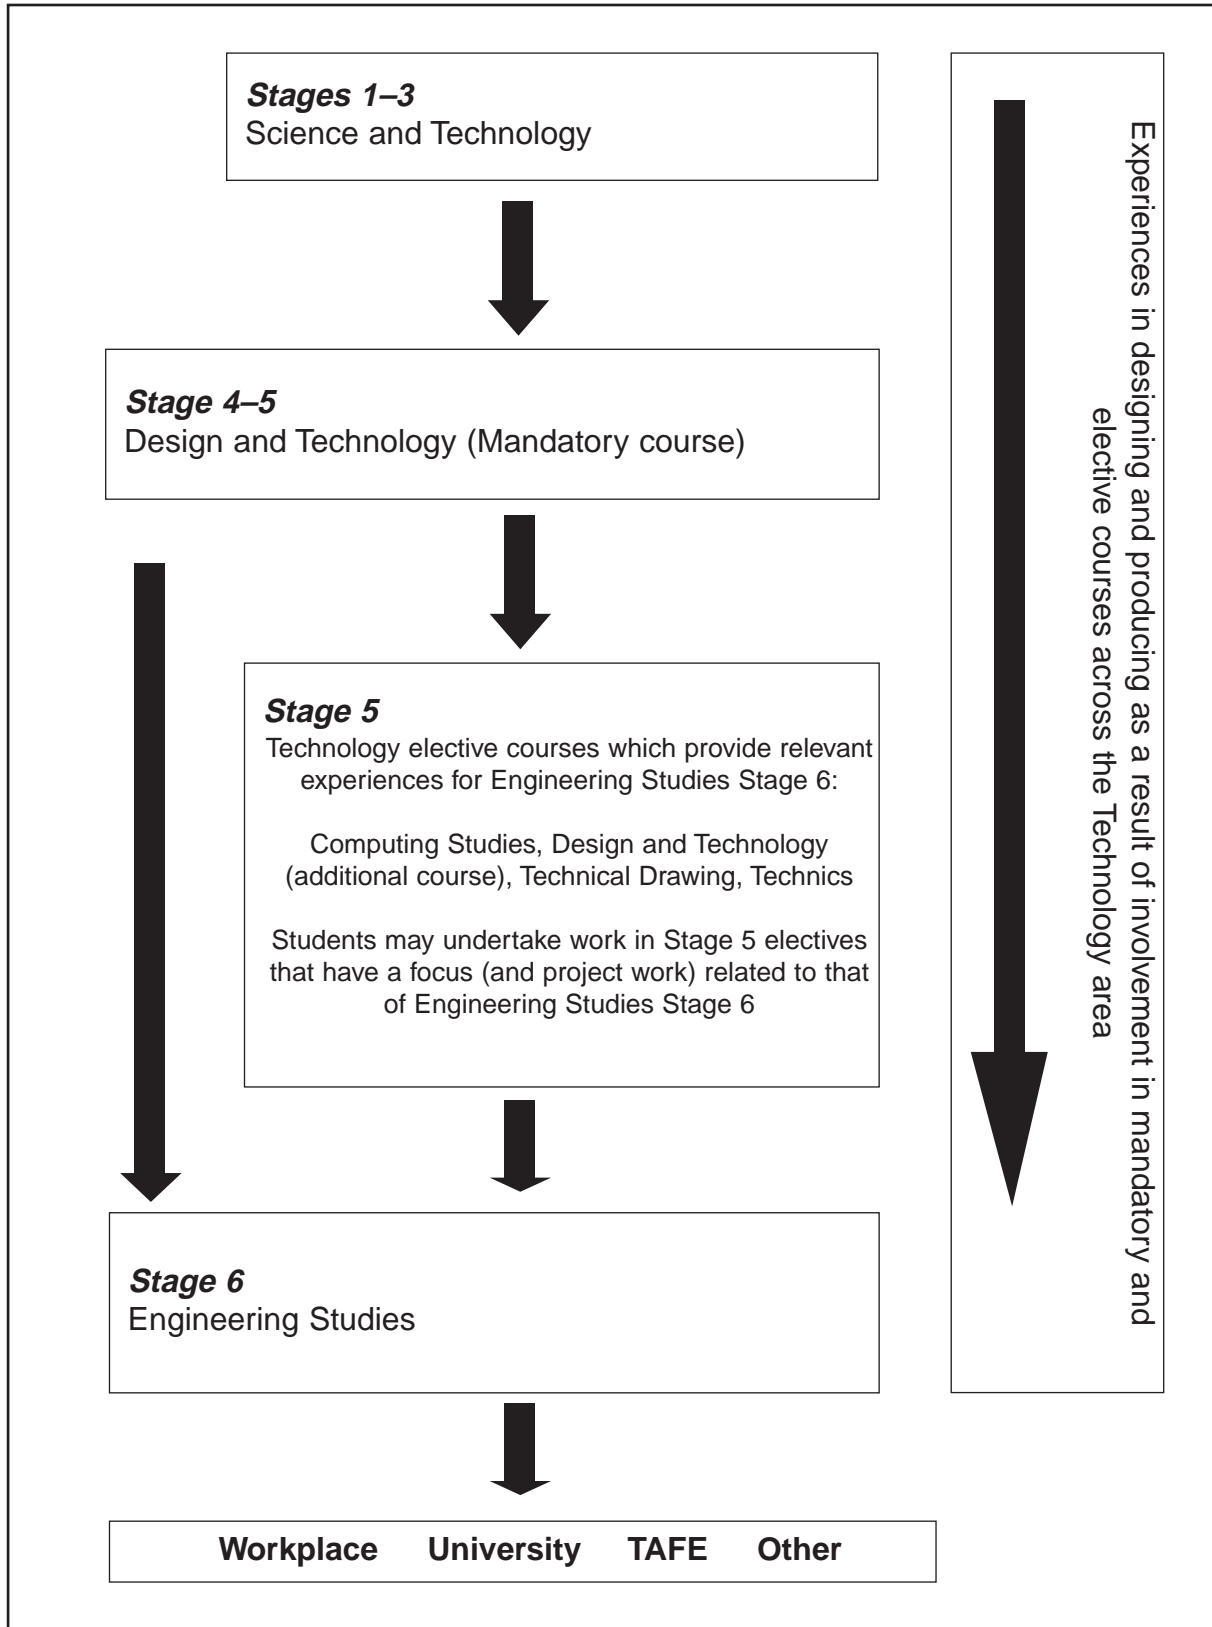 Stages 1–3
Science and Technology
Stage 4–5
Design and Technology (Mandatory course)
Stage 5
Technology elective courses which provide relevant
experiences for Engineering Studies Stage 6:
Computing Studies, Design and Technology
(additional course), Technical Drawing, Technics
Students may undertake work in Stage 5 electives
that have a focus (and project work) related to that
of Engineering Studies Stage 6
Stage 6
Engineering Studies
Workplace University TAFE Other
Experiences in designing and producing as a result of involvement in mandatory and
elective courses across the Technology area